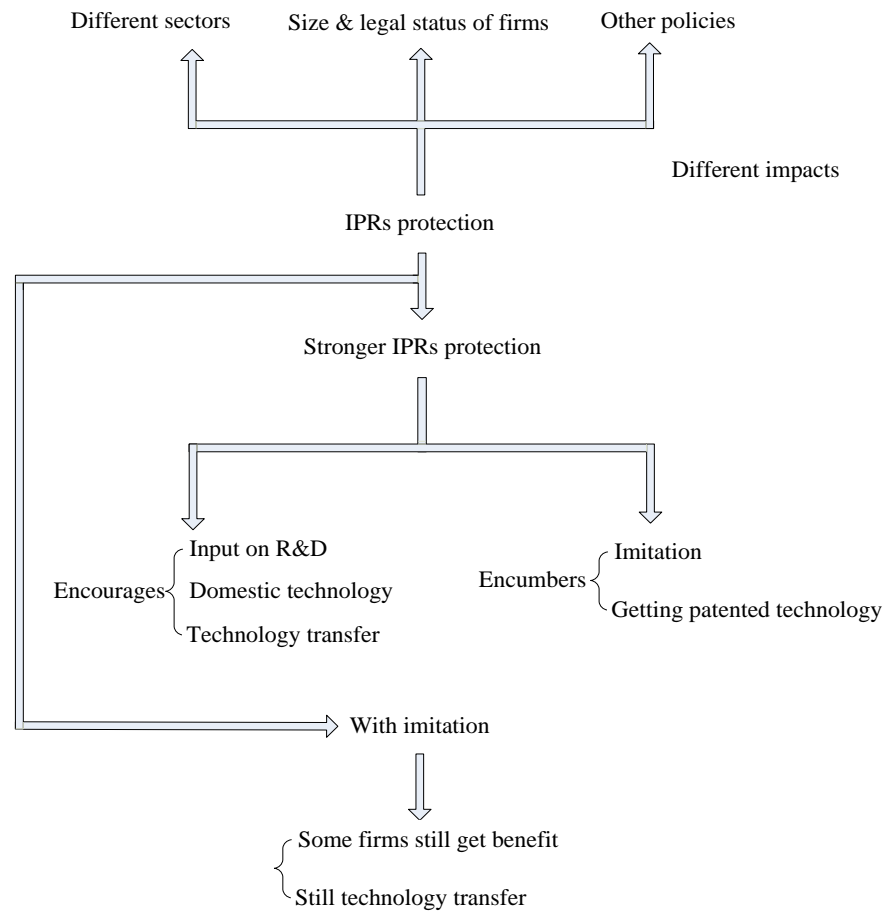 Different sectors
Size & legal status of firms
Other policies
Different impacts
IPRs protection
Stronger IPRs protection
Encourages
Input on R&D
Domestic technology
Technology transfer
Encumbers
Imitation
Getting patented technology
With imitation
Some firms still get benefit
Still technology transfer